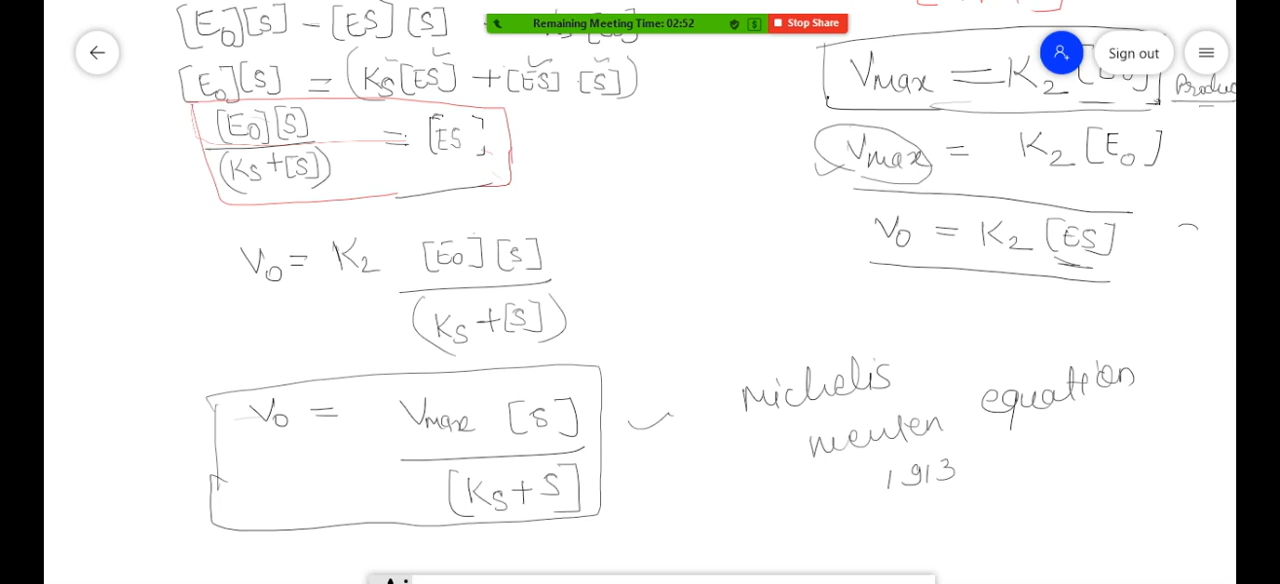 [E0][S] - [ES][S]
Remaining Meeting Time: 02:52
Stop Share
[E0][S] = (KS[ES] + [ES] [S])
[E0][S] / (KS+[S]) = [ES]
V0 = K2 [E0][S] / (KS+[S])
V0 = Vmax [S] / [KS+S]
Sign out
Vmax = K2 [E0]
Vmax = K2 [E0]
V0 = K2 [ES]
Michelis
menten equation
1913